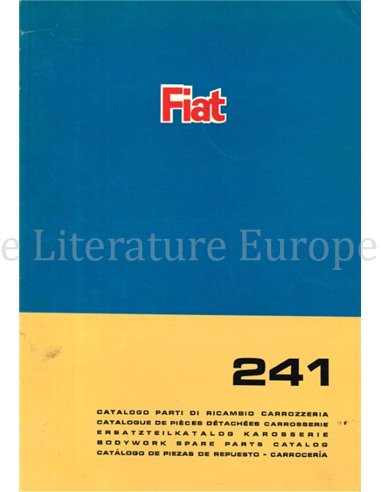 Fiat
e Literature Europe
241
CATALOGO PARTI DI RICAMBIO CARROZZERIA
CATALOGUE DE PIÈCES DÉTACHÉES CARROSSERIE
ERSATZTEILKATALOG KAROSSERIE
BODYWORK SPARE PARTS CATALOG
CATÁLOGO DE PIEZAS DE REPUESTO - CARROCERÍA